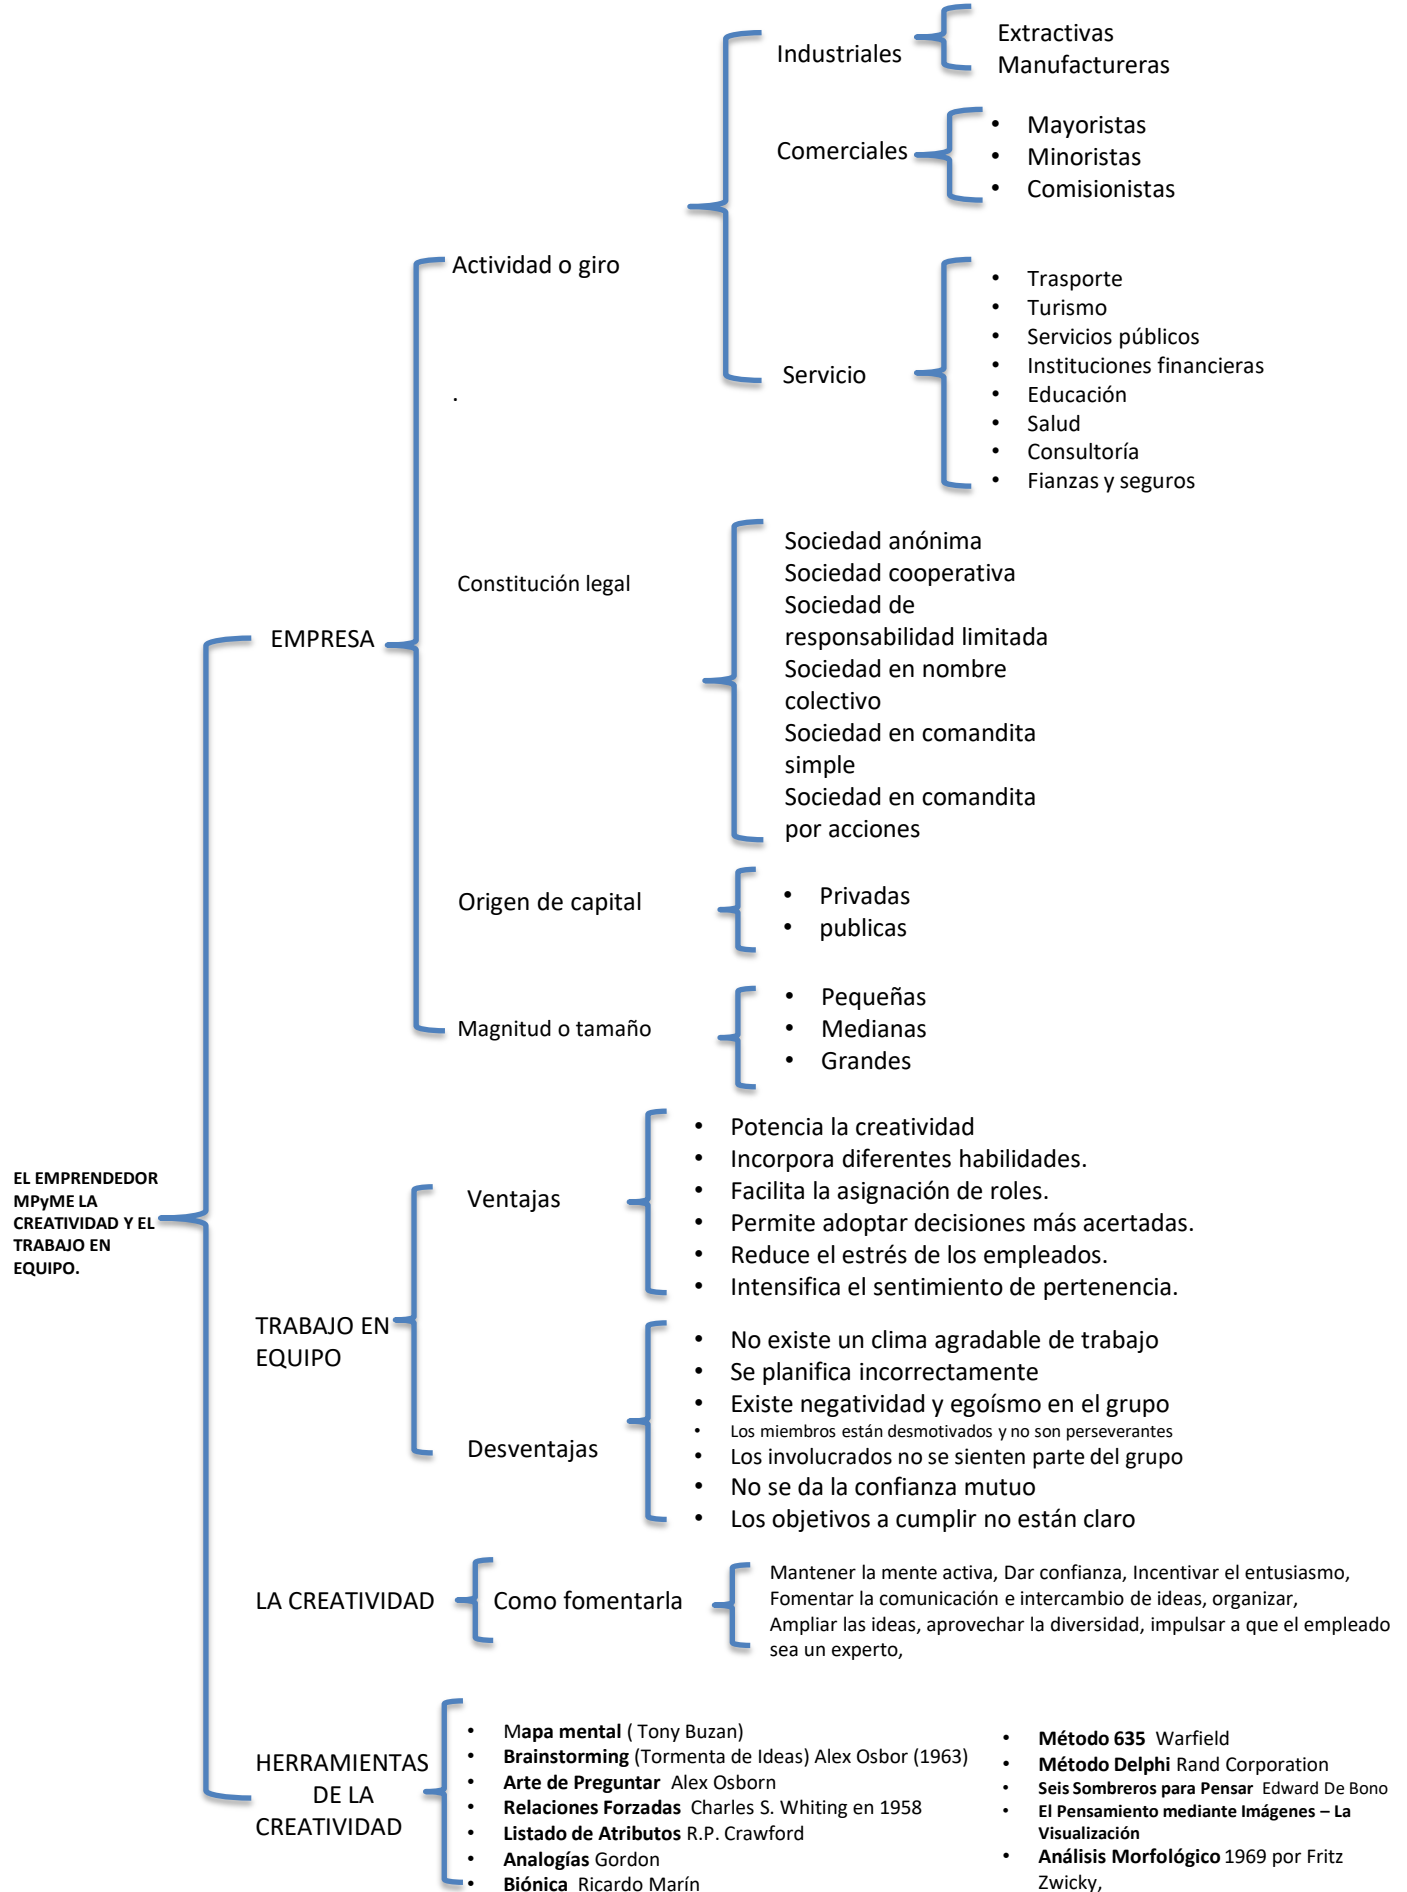 EL EMPRENDEDOR
MPyME LA
CREATIVIDAD Y EL
TRABAJO EN
EQUIPO.
EMPRESA
Actividad o giro
.
Industriales
Extractivas
Manufactureras
Comerciales
• Mayoristas
• Minoristas
• Comisionistas
Servicio
• Trasporte
• Turismo
• Servicios públicos
• Instituciones financieras
• Educación
• Salud
• Consultoría
• Fianzas y seguros
Constitución legal
Sociedad anónima
Sociedad cooperativa
Sociedad de
responsabilidad limitada
Sociedad en nombre
colectivo
Sociedad en comandita
simple
Sociedad en comandita
por acciones
Origen de capital
• Privadas
• publicas
Magnitud o tamaño
• Pequeñas
• Medianas
• Grandes
TRABAJO EN
EQUIPO
Ventajas
• Potencia la creatividad
• Incorpora diferentes habilidades.
• Facilita la asignación de roles.
• Permite adoptar decisiones más acertadas.
• Reduce el estrés de los empleados.
• Intensifica el sentimiento de pertenencia.
Desventajas
• No existe un clima agradable de trabajo
• Se planifica incorrectamente
• Existe negatividad y egoísmo en el grupo
• Los miembros están desmotivados y no son perseverantes
• Los involucrados no se sienten parte del grupo
• No se da la confianza mutuo
• Los objetivos a cumplir no están claro
LA CREATIVIDAD
Como fomentarla
Mantener la mente activa, Dar confianza, Incentivar el entusiasmo,
Fomentar la comunicación e intercambio de ideas, organizar,
Ampliar las ideas, aprovechar la diversidad, impulsar a que el empleado
sea un experto,
HERRAMIENTAS
DE LA
CREATIVIDAD
• Mapa mental ( Tony Buzan)
• Brainstorming (Tormenta de Ideas) Alex Osbor (1963)
• Arte de Preguntar Alex Osborn
• Relaciones Forzadas Charles S. Whiting en 1958
• Listado de Atributos R.P. Crawford
• Analogías Gordon
• Biónica Ricardo Marín
• Método 635 Warfield
• Método Delphi Rand Corporation
• Seis Sombreros para Pensar Edward De Bono
• El Pensamiento mediante Imágenes – La
Visualización
• Análisis Morfológico 1969 por Fritz
Zwicky,